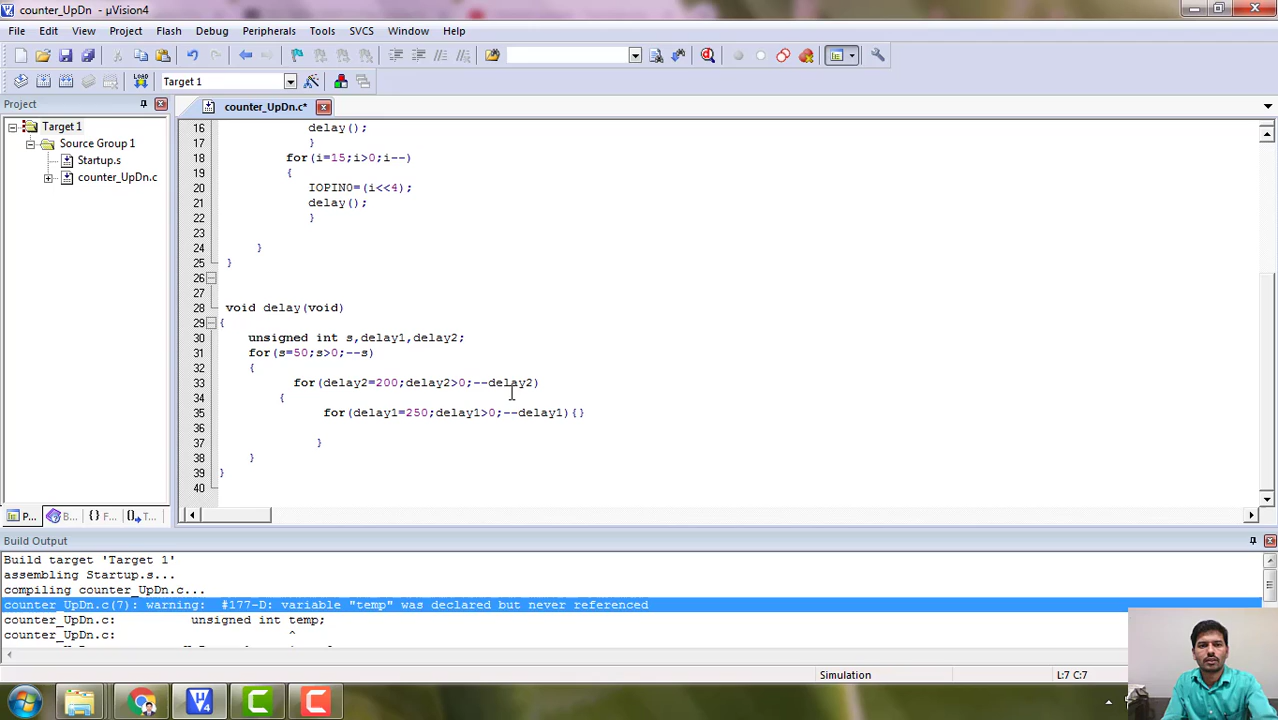 counter_UpDn - µVision4
File Edit View Project Flash Debug Peripherals Tools SVCS Window Help
LOAD Target 1
Project
counter_UpDn.c*
Target 1
Source Group 1
Startup.s
counter_UpDn.c
16 delay();
17 }
18 for(i=15;i>0;i--)
19 {
20 IOPIN0=(i<<4);
21 delay();
22 }
23
24 }
25 }
26
27
28 void delay(void)
29 {
30 unsigned int s,delay1,delay2;
31 for(s=50;s>0;--s)
32 {
33 for(delay2=200;delay2>0;--delay2)
34 {
35 for(delay1=250;delay1>0;--delay1){}
36
37 }
38 }
39 }
40
P... B... {} F... T...
Build Output
Build target 'Target 1'
assembling Startup.s...
compiling counter_UpDn.c...
counter_UpDn.c(7): warning: #177-D: variable "temp" was declared but never referenced
counter_UpDn.c: unsigned int temp;
counter_UpDn.c: ^
Simulation L:7 C:7